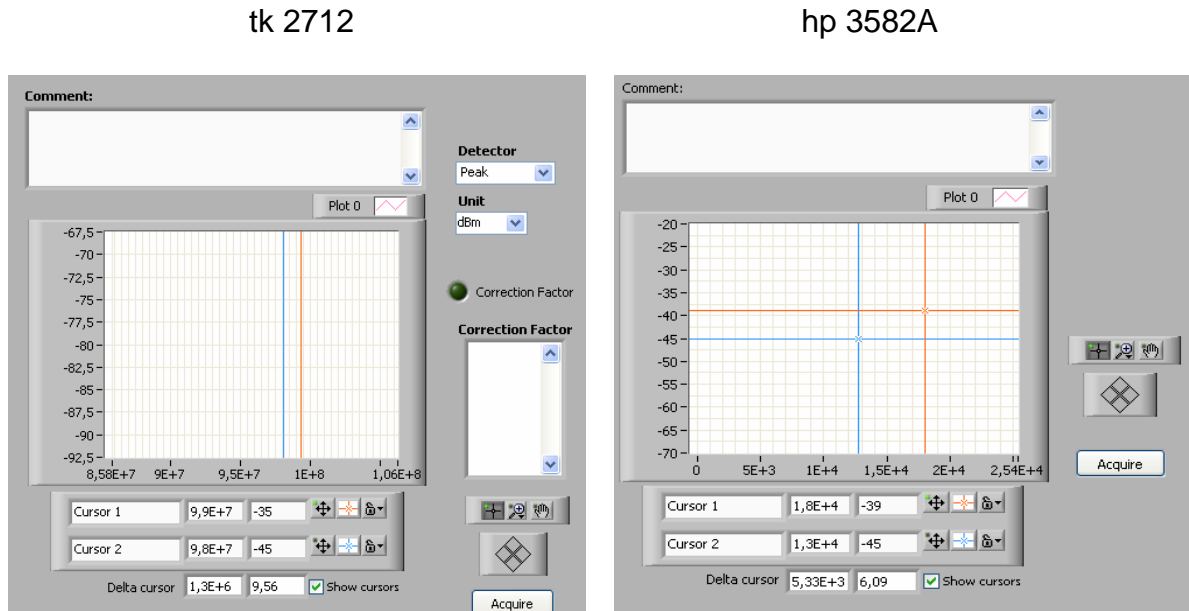 tk 2712
hp 3582A
Comment:
Detector
Peak
Unit
dBm
Plot 0
-67,5
-70
-72,5
-75
-77,5
-80
-82,5
-85
-87,5
-90
-92,5
8,58E+7 9E+7 9,5E+7 1E+8 1,06E+8
Correction Factor
Correction Factor
Cursor 1 9,9E+7 -35
Cursor 2 9,8E+7 -45
Delta cursor 1,3E+6 9,56 Show cursors
Acquire
Comment:
Plot 0
-20
-25
-30
-35
-40
-45
-50
-55
-60
-65
-70
0 5E+3 1E+4 1,5E+4 2E+4 2,54E+4
Cursor 1 1,8E+4 -39
Cursor 2 1,3E+4 -45
Delta cursor 5,33E+3 6,09 Show cursors
Acquire